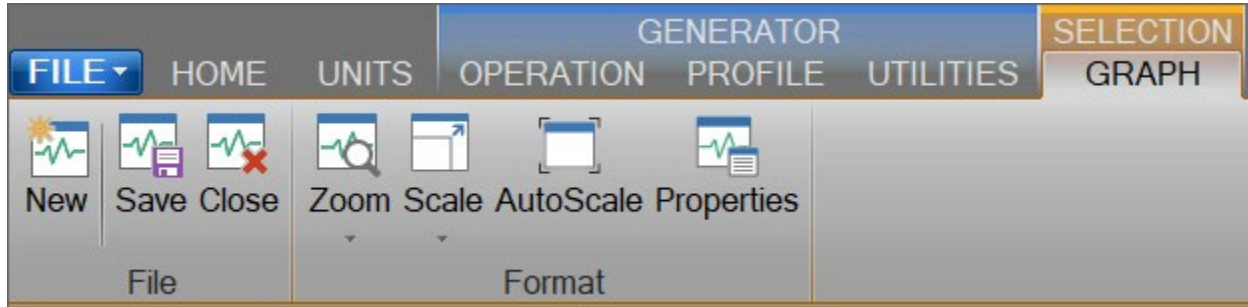 GENERATOR SELECTION
FILE HOME UNITS OPERATION PROFILE UTILITIES GRAPH
New Save Close Zoom Scale AutoScale Properties
File Format